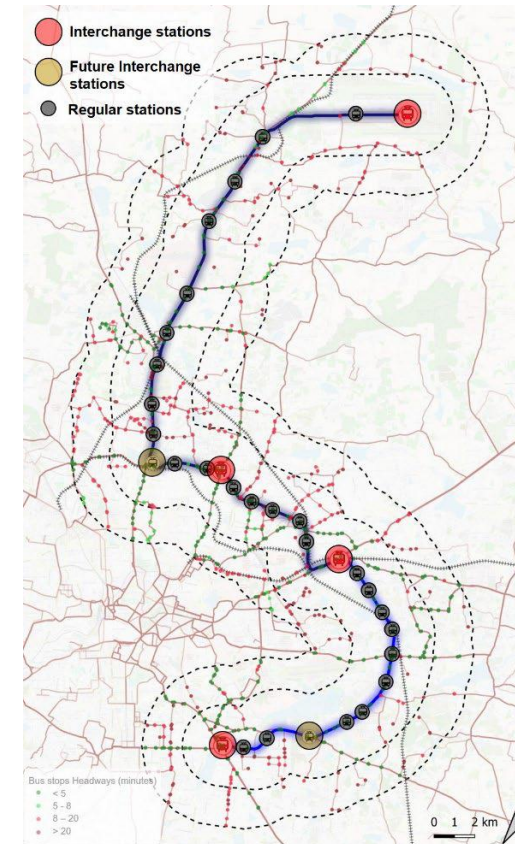 Interchange stations
Future Interchange
stations
Regular stations
Bus stops Headways (minutes)
< 5
5 - 8
8 – 20
> 20
0 1 2 km